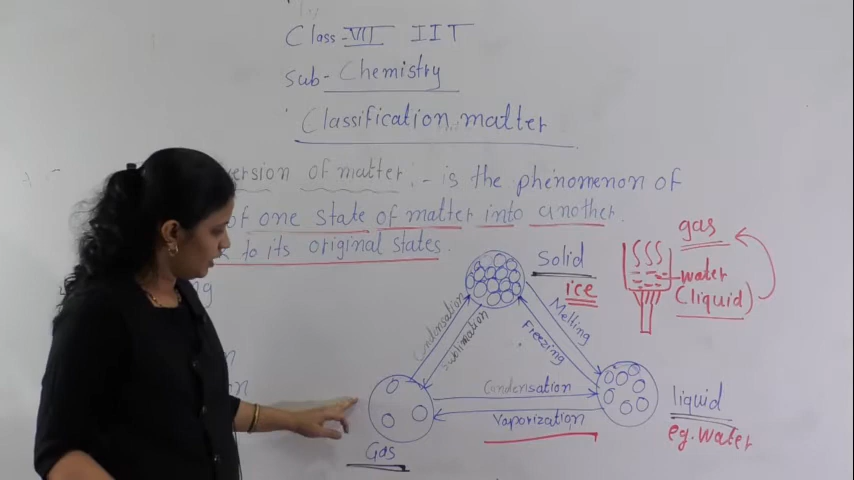 Class-VII IIT
Sub- Chemistry
Classification matter
version of matter :- is the phenomenon of
of one state of matter into another.
to its original states.
Solid
ice
gas
water
(liquid)
Condensation
Sublimation
Melting
Freezing
Condensation
Vaporization
Gas
liquid
eg. water